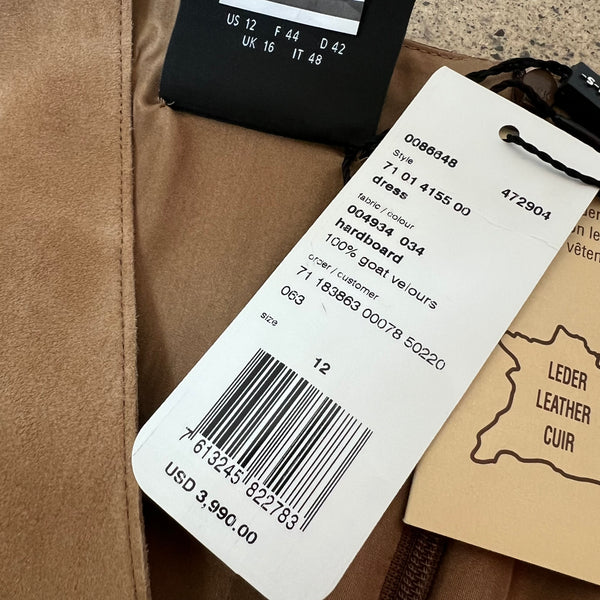 US 12 F 44 D 42
UK 16 IT 48
0086648
472904
style
71 01 4155 00
dress
fabric / colour
004934 034
hardboard
100% goat velours
order / customer
71 183863 00078 50220
063
size
12
7 613245 822783
USD 3,990.00
LEDER
LEATHER
CUIR